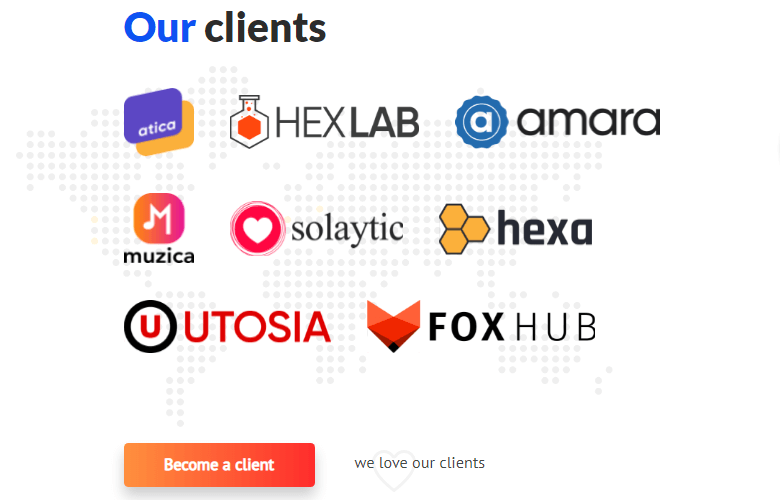 Our clients
atica
HEXLAB
a amara
M
muzica
solaytic
hexa
U UTOSIA
FOX HUB
Become a client
we love our clients